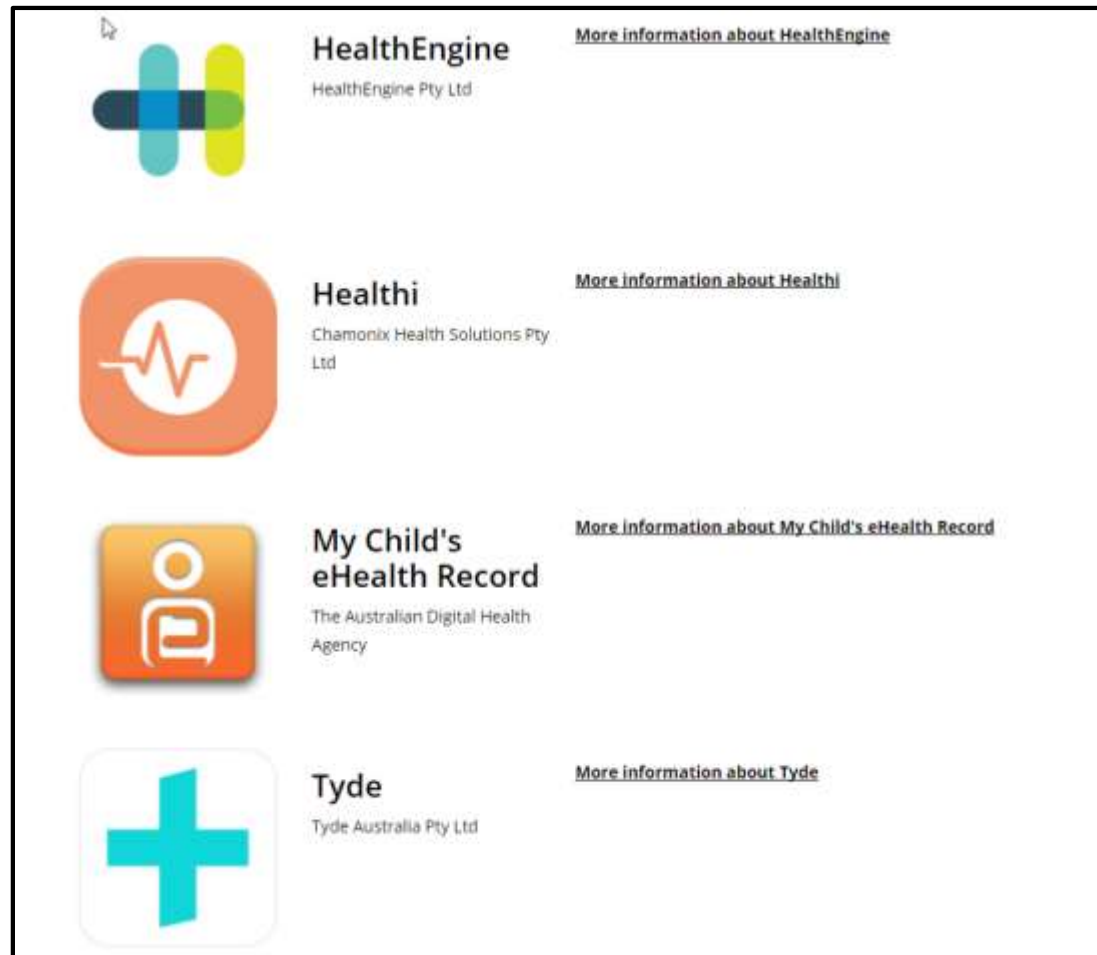 HealthEngine
HealthEngine Pty Ltd
More information about HealthEngine
Healthi
Chamonix Health Solutions Pty
Ltd
More information about Healthi
My Child's
eHealth Record
The Australian Digital Health
Agency
More information about My Child's eHealth Record
Tyde
Tyde Australia Pty Ltd
More information about Tyde